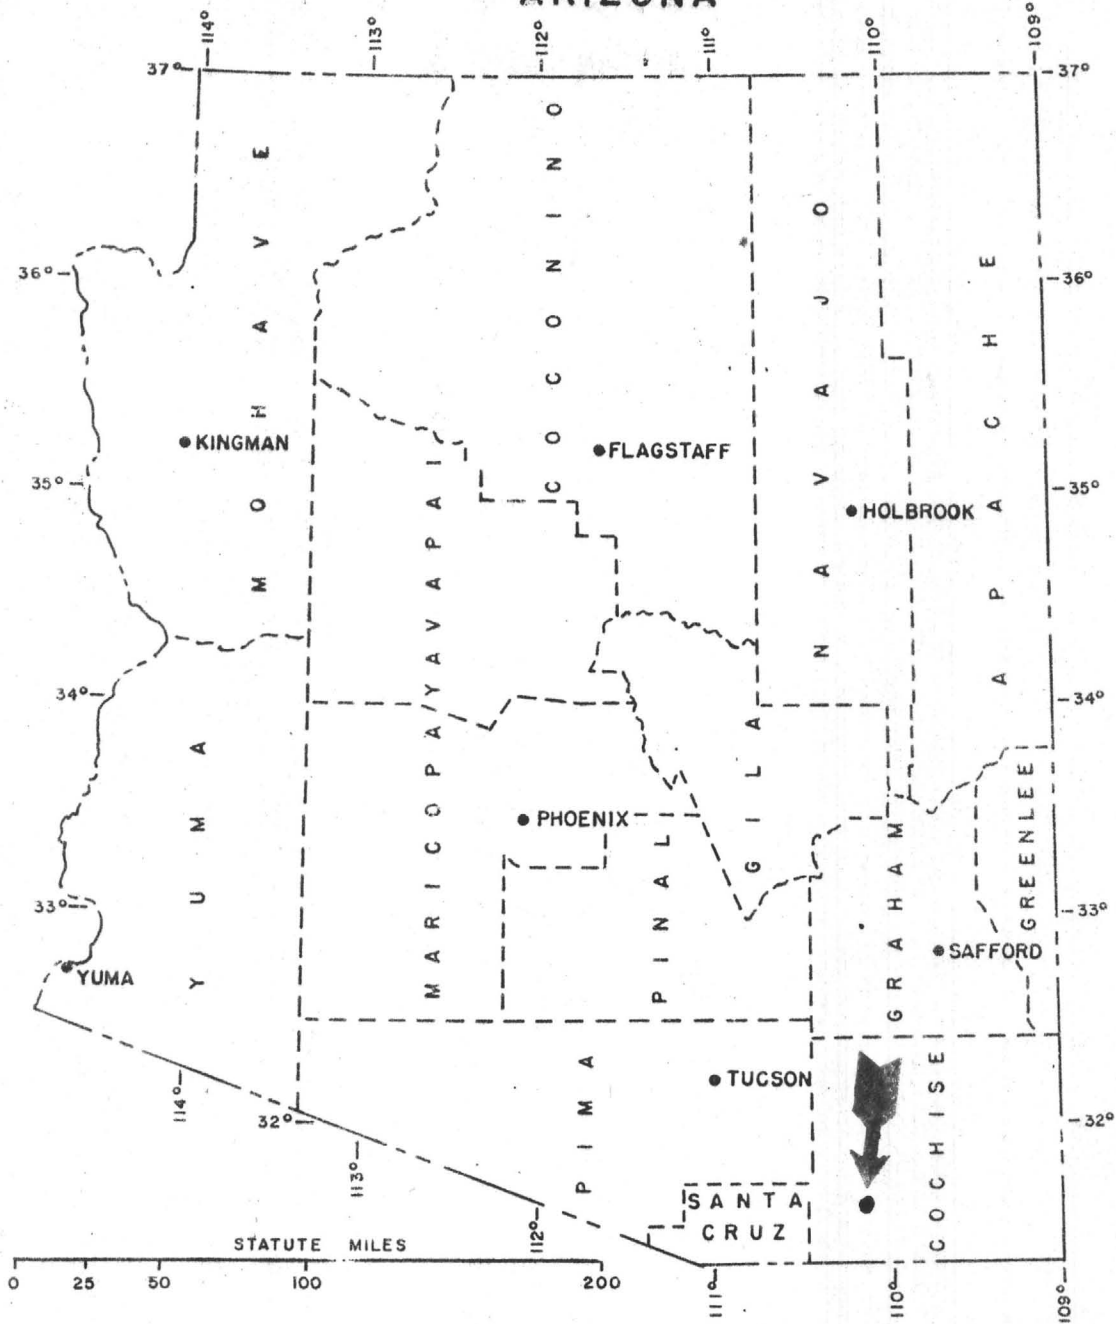 ARIZONA
114° 113° 112° 111° 110° 109°
37° 37°
MOHAVE
COCONINO
NAVAJO
APACHE
36° 36°
KINGMAN
FLAGSTAFF
35° 35°
HOLBROOK
YAVAPAI
34° 34°
YUMA
MARICOPA
PHOENIX
GILA
PINAL
GRAHAM
GREENLEE
33° 33°
YUMA
SAFFORD
PIMA
TUCSON
COCHISE
32° 32°
SANTA
CRUZ
114° 113° 112° 111° 110° 109°
STATUTE MILES
0 25 50 100 200